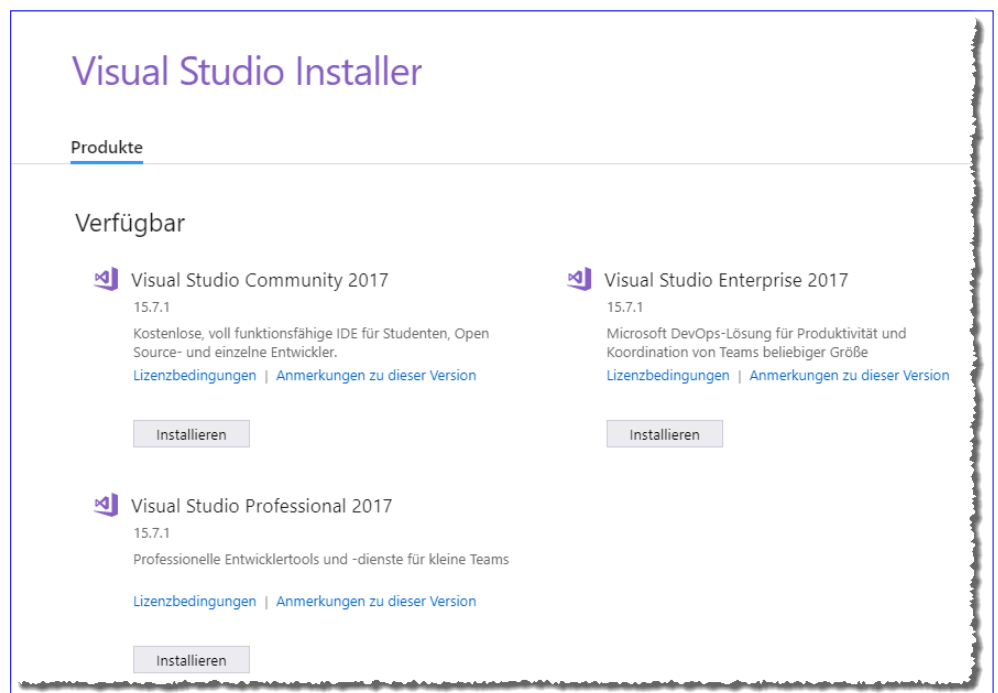 Visual Studio Installer
Produkte
Verfügbar
Visual Studio Community 2017
15.7.1
Kostenlose, voll funktionsfähige IDE für Studenten, Open
Source- und einzelne Entwickler.
Lizenzbedingungen | Anmerkungen zu dieser Version
Installieren
Visual Studio Enterprise 2017
15.7.1
Microsoft DevOps-Lösung für Produktivität und
Koordination von Teams beliebiger Größe
Lizenzbedingungen | Anmerkungen zu dieser Version
Installieren
Visual Studio Professional 2017
15.7.1
Professionelle Entwicklertools und -dienste für kleine Teams
Lizenzbedingungen | Anmerkungen zu dieser Version
Installieren